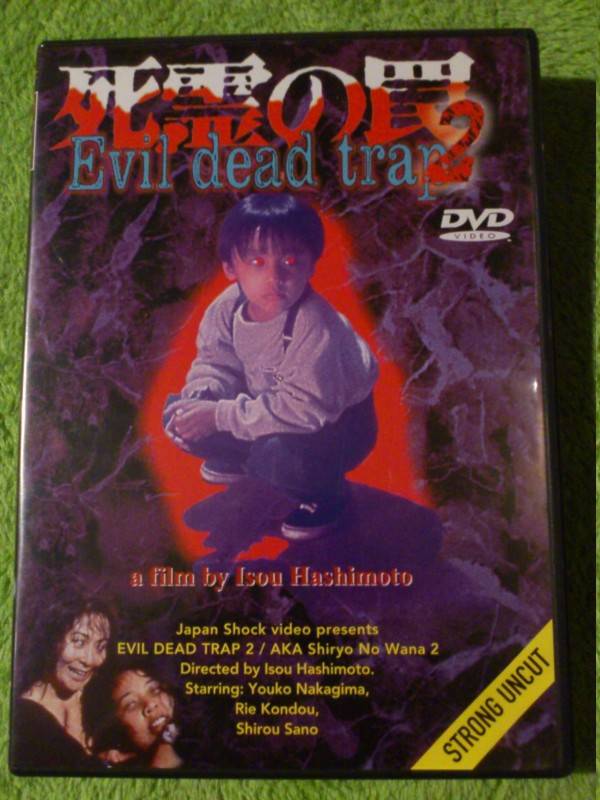 死霊の罠2
Evil dead trap
DVD
VIDEO
a film by Isou Hashimoto
Japan Shock video presents
EVIL DEAD TRAP 2 / AKA Shiryo No Wana 2
Directed by Isou Hashimoto.
Starring: Youko Nakagima,
Rie Kondou,
Shirou Sano
STRONG UNCUT